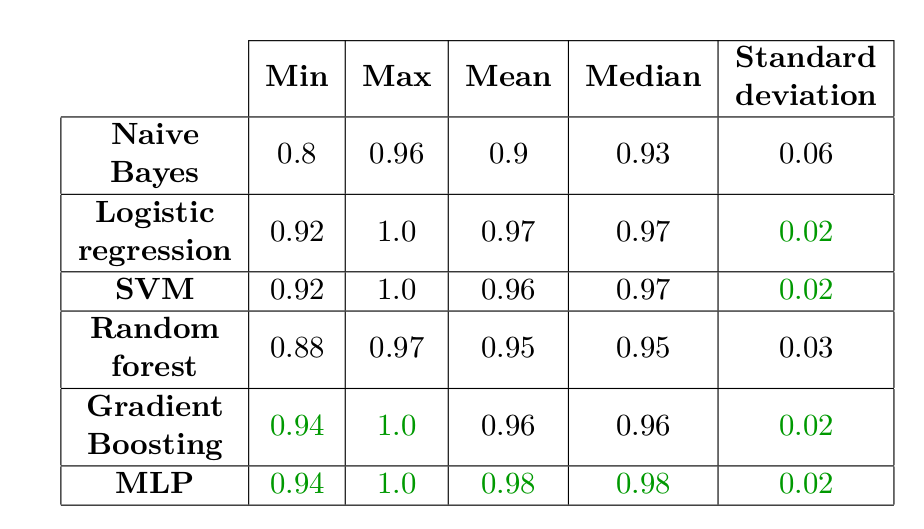 Min Max Mean Median Standard deviation
Naive Bayes 0.8 0.96 0.9 0.93 0.06
Logistic regression 0.92 1.0 0.97 0.97 0.02
SVM 0.92 1.0 0.96 0.97 0.02
Random forest 0.88 0.97 0.95 0.95 0.03
Gradient Boosting 0.94 1.0 0.96 0.96 0.02
MLP 0.94 1.0 0.98 0.98 0.02